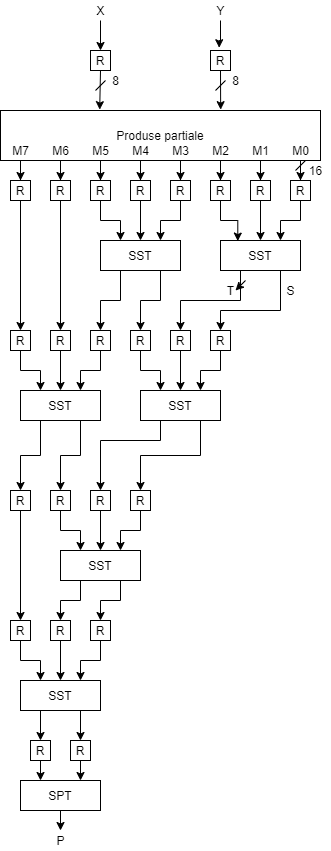 X Y
R R
8 8
Produse partiale
M7 M6 M5 M4 M3 M2 M1 M0
16
R R R R R R R R
SST SST
T S
R R R R R R
SST SST
R R R R
SST
R R R
SST
R R
SPT
P